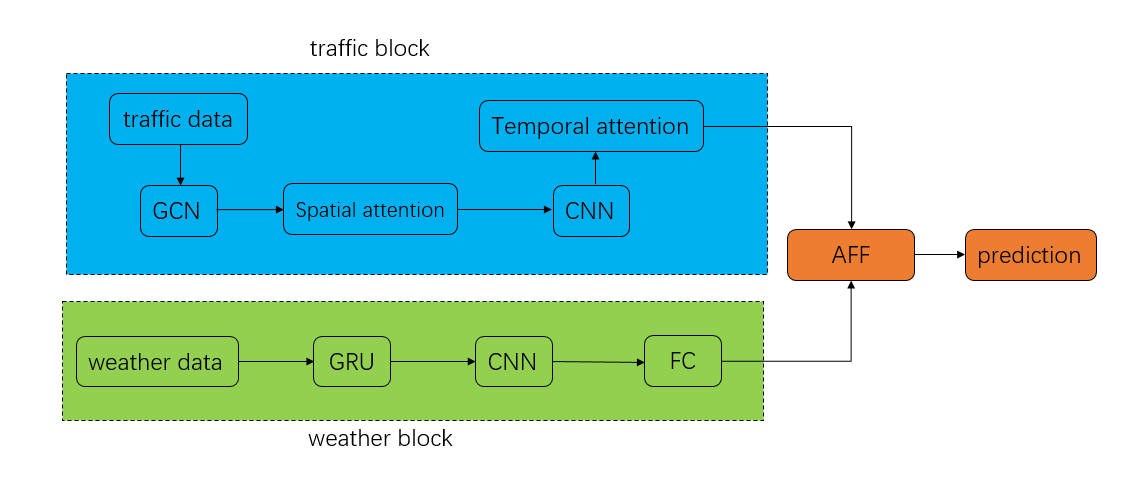 traffic block
traffic data
Temporal attention
GCN
Spatial attention
CNN
AFF
prediction
weather data
GRU
CNN
FC
weather block